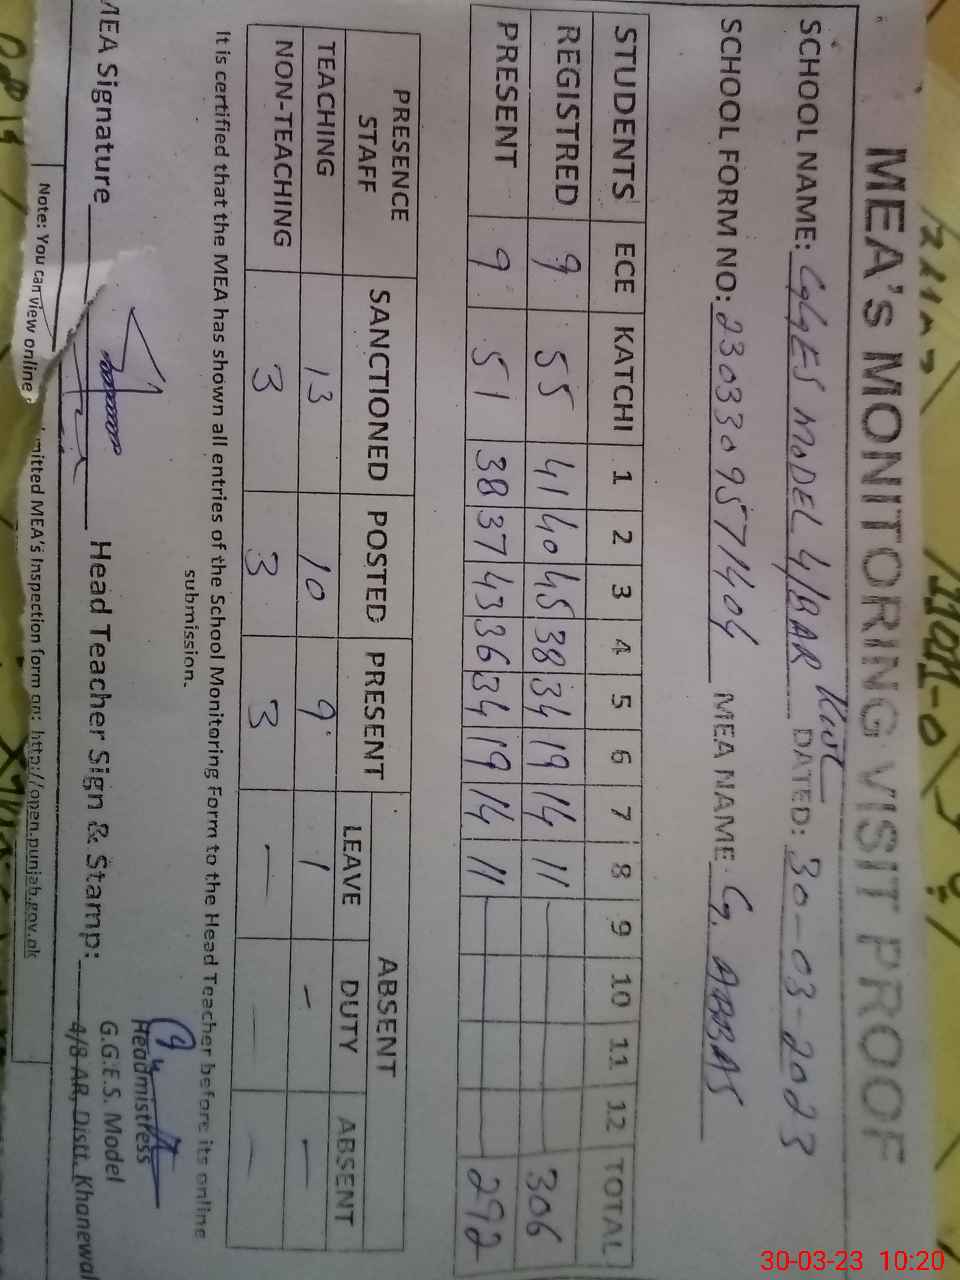 MEA's MONITORING VISIT PROOF
SCHOOL NAME: GGES MODEL 4/8AR DATED: 30-03-2023
SCHOOL FORM NO: 2303309571404 MEA NAME G. ABBAS
STUDENTS ECE KATCHI 1 2 3 4 5 6 7 8 9 10 11 12 TOTAL
REGISTRED 9 55 41 40 45 38 34 19 14 11 306
PRESENT 9 51 38 37 43 36 34 19 14 11 292
PRESENCE STAFF SANCTIONED POSTED PRESENT ABSENT
LEAVE DUTY ABSENT
TEACHING 13 10 9 1 - -
NON-TEACHING 3 3 3 - - -
It is certified that the MEA has shown all entries of the School Monitoring Form to the Head Teacher before its online
submission.
MEA Signature Head Teacher Sign & Stamp:
Headmistress
G.G.E.S. Model
4/8 AR, Distt. Khanewal
Note: You can view online mitted MEA's Inspection form on: http://open.punjab.gov.pk
30-03-23 10:20